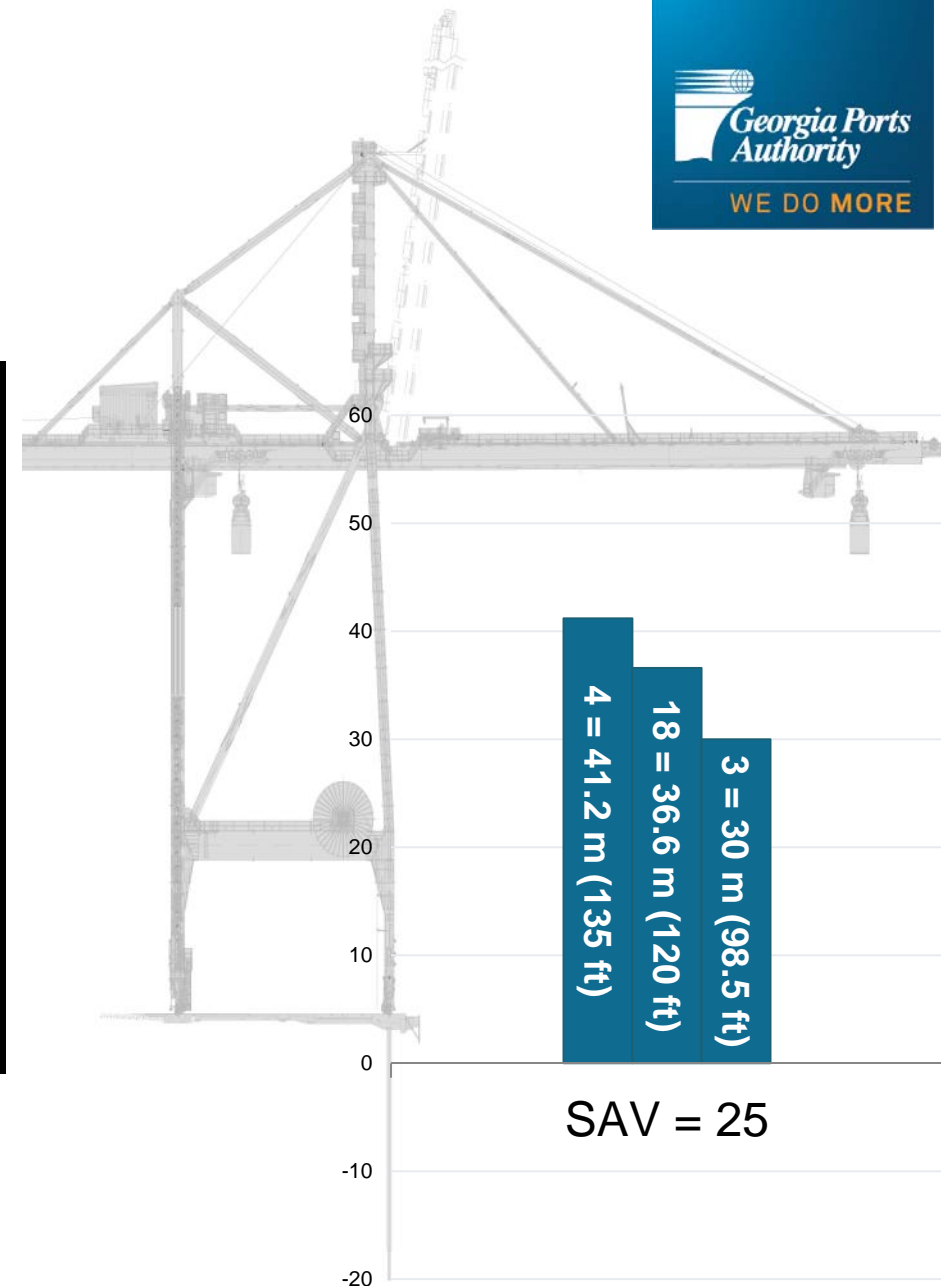 Georgia Ports
Authority
WE DO MORE
60
50
40
30
20
10
0
-10
-20
4 = 41.2 m (135 ft)
18 = 36.6 m (120 ft)
3 = 30 m (98.5 ft)
SAV = 25